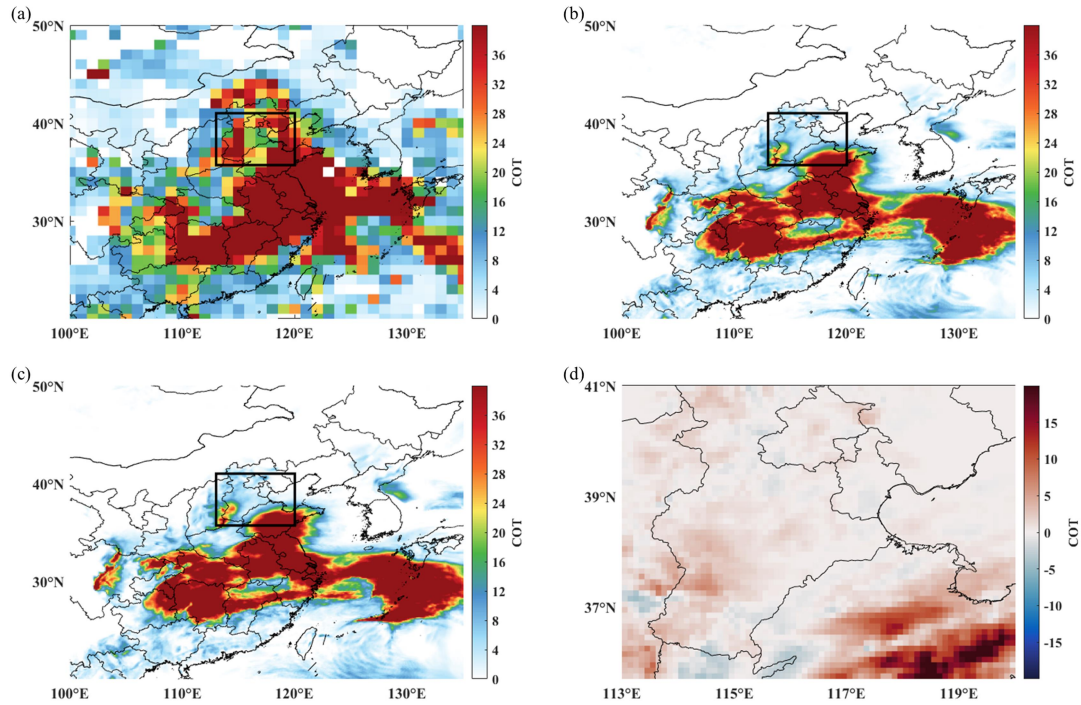 (a)
50°N
40°N
30°N
100°E 110°E 120°E 130°E
36
32
28
24
20
16
12
8
4
0
COT
(b)
50°N
40°N
30°N
100°E 110°E 120°E 130°E
36
32
28
24
20
16
12
8
4
0
COT
(c)
50°N
40°N
30°N
100°E 110°E 120°E 130°E
36
32
28
24
20
16
12
8
4
0
COT
(d)
41°N
39°N
37°N
113°E 115°E 117°E 119°E
15
10
5
0
-5
-10
-15
COT